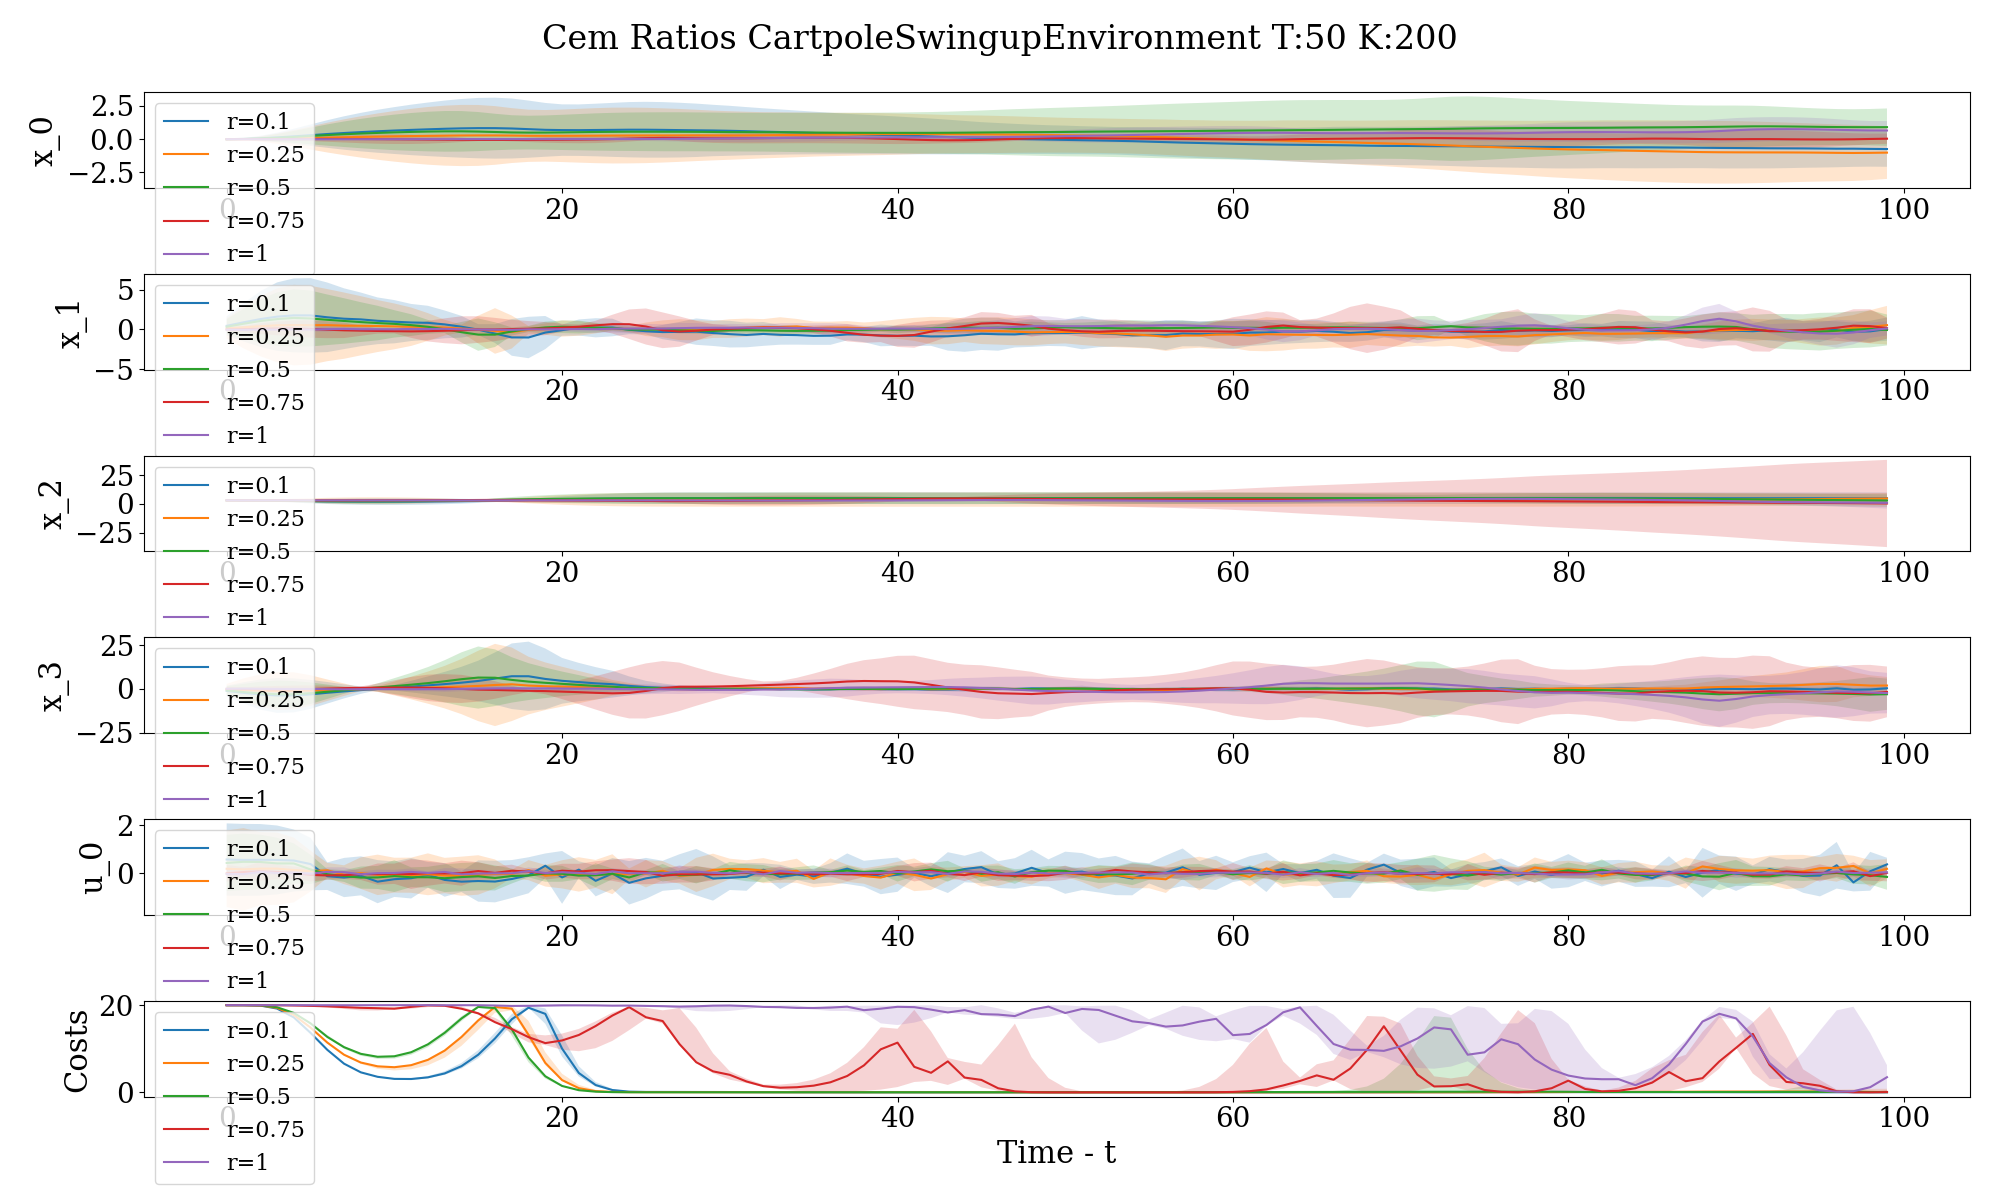 Cem Ratios CartpoleSwingupEnvironment T:50 K:200
x_0
2.5
0.0
−2.5
r=0.1
r=0.25
r=0.5
r=0.75
r=1
0 20 40 60 80 100
x_1
5
0
−5
r=0.1
r=0.25
r=0.5
r=0.75
r=1
0 20 40 60 80 100
x_2
25
0
−25
r=0.1
r=0.25
r=0.5
r=0.75
r=1
0 20 40 60 80 100
x_3
25
0
−25
r=0.1
r=0.25
r=0.5
r=0.75
r=1
0 20 40 60 80 100
u_0
2
0
r=0.1
r=0.25
r=0.5
r=0.75
r=1
0 20 40 60 80 100
Costs
20
0
r=0.1
r=0.25
r=0.5
r=0.75
r=1
0 20 40 60 80 100
Time - t